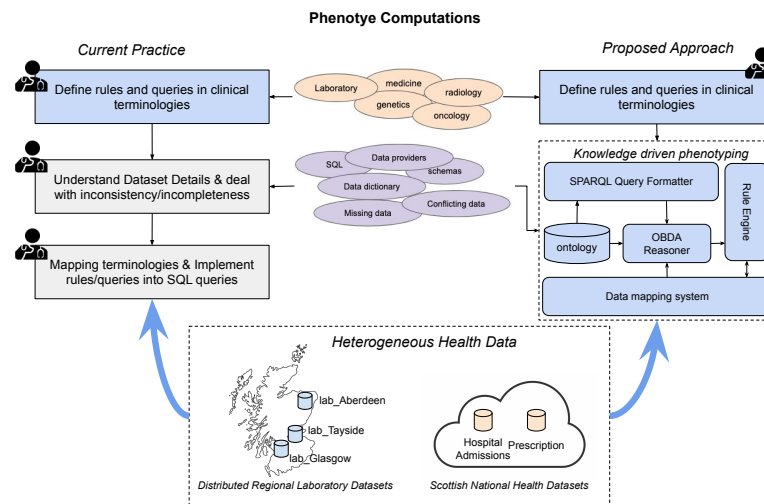 Phenotye Computations
Current Practice
Proposed Approach
Define rules and queries in clinical
terminologies
Laboratory
medicine
radiology
genetics
oncology
Define rules and queries in clinical
terminologies
Understand Dataset Details & deal
with inconsistency/incompleteness
SQL
Data providers
schemas
Data dictionary
Missing data
Conflicting data
Knowledge driven phenotyping
SPARQL Query Formatter
Rule
Engine
ontology
OBDA
Reasoner
Data mapping system
Mapping terminologies & Implement
rules/queries into SQL queries
Heterogeneous Health Data
lab_Aberdeen
lab_Tayside
lab_Glasgow
Hospital
Admissions
Prescription
Distributed Regional Laboratory Datasets
Scottish National Health Datasets